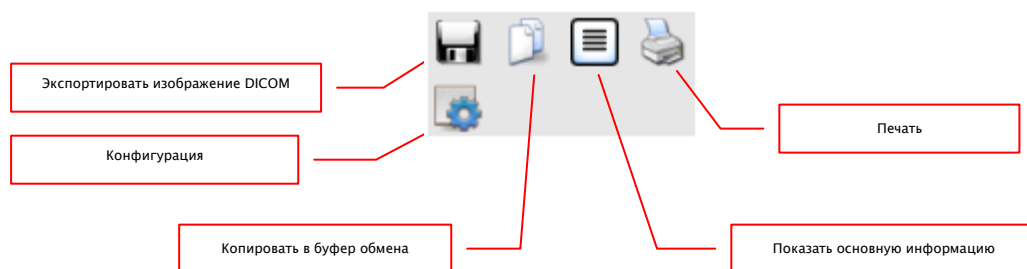 Экспортировать изображение DICOM
Печать
Конфигурация
Копировать в буфер обмена
Показать основную информацию